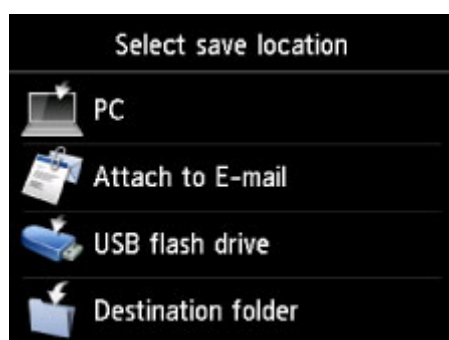 Select save location
PC
Attach to E-mail
USB flash drive
Destination folder